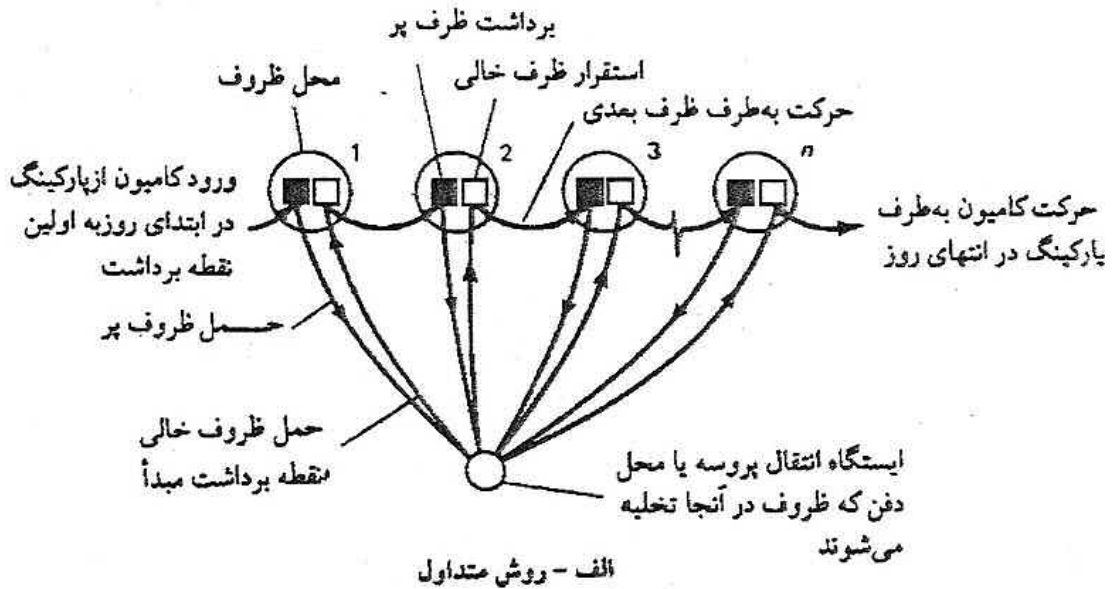 برداشت ظرف پر
استقرار ظرف خالی
محل ظروف
حرکت به‌طرف ظرف بعدی
1
2
3
n
ورود کامیون ازپارکینگ
در ابتدای روزبه اولین
نقطه برداشت
حرکت کامیون به‌طرف
پارکینگ در انتهای روز
حـــمل ظروف پر
حمل ظروف خالی
نقطه برداشت مبدأ
ایستگاه انتقال پروسه یا محل
دفن که ظروف در آنجا تخلیه
می‌شوند
الف - روش متداول